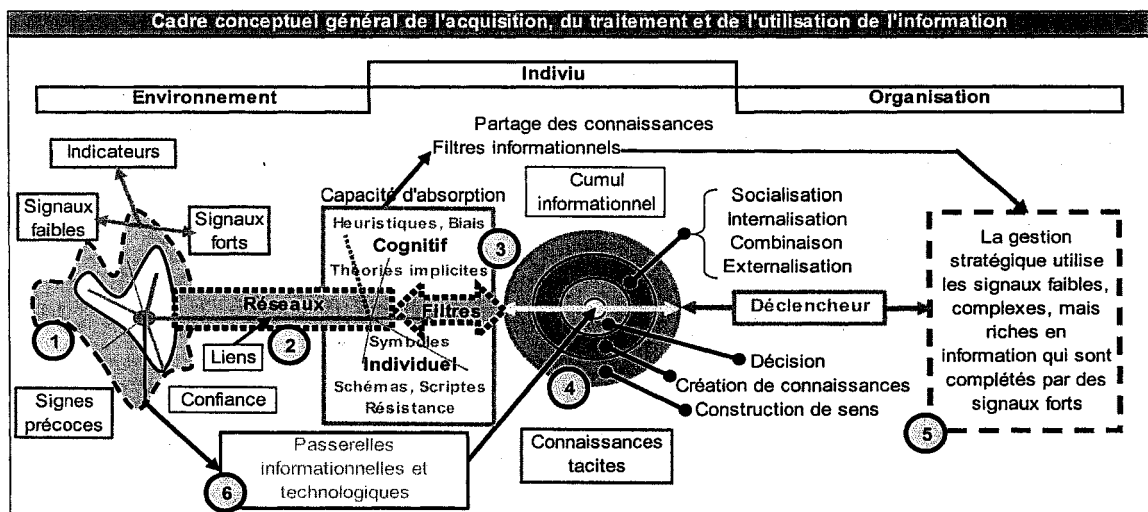 Cadre conceptuel général de l'acquisition, du traitement et de l'utilisation de l'information
Indiviu
Environnement
Organisation
Partage des connaissances
Filtres informationnels
Indicateurs
Signaux
faibles
Signaux
forts
Capacité d'absorption
Heuristiques, Biais
Cognitif
Théories implicites
3
Cumul
informationnel
Socialisation
Internalisation
Combinaison
Externalisation
La gestion
stratégique utilise
les signaux faibles,
complexes, mais
riches en
information qui sont
complétés par des
signaux forts
5
Réseaux
Filtres
Déclencheur
1
Liens
2
Symboles
Individuel
Schémas, Scriptes
Résistance
Décision
Création de connaissances
Construction de sens
4
Signes
précoces
Confiance
Passerelles
informationnelles et
technologiques
6
Connaissances
tacites